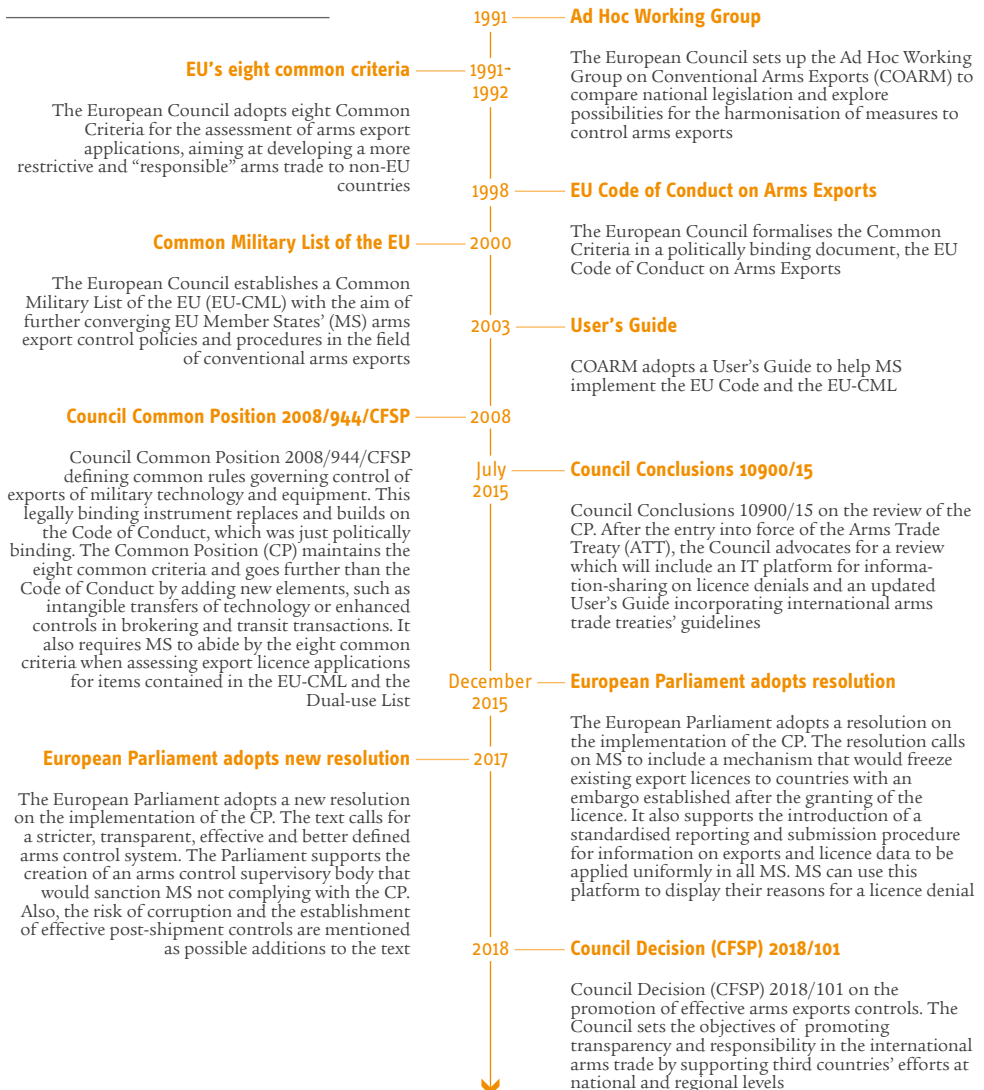 1991
Ad Hoc Working Group
The European Council sets up the Ad Hoc Working
Group on Conventional Arms Exports (COARM) to
compare national legislation and explore
possibilities for the harmonisation of measures to
control arms exports
EU's eight common criteria
1991-
1992
The European Council adopts eight Common
Criteria for the assessment of arms export
applications, aiming at developing a more
restrictive and “responsible” arms trade to non-EU
countries
1998
EU Code of Conduct on Arms Exports
The European Council formalises the Common
Criteria in a politically binding document, the EU
Code of Conduct on Arms Exports
Common Military List of the EU
2000
The European Council establishes a Common
Military List of the EU (EU-CML) with the aim of
further converging EU Member States’ (MS) arms
export control policies and procedures in the field
of conventional arms exports
2003
User's Guide
COARM adopts a User’s Guide to help MS
implement the EU Code and the EU-CML
Council Common Position 2008/944/CFSP
2008
Council Common Position 2008/944/CFSP
defining common rules governing control of
exports of military technology and equipment. This
legally binding instrument replaces and builds on
the Code of Conduct, which was just politically
binding. The Common Position (CP) maintains the
eight common criteria and goes further than the
Code of Conduct by adding new elements, such as
intangible transfers of technology or enhanced
controls in brokering and transit transactions. It
also requires MS to abide by the eight common
criteria when assessing export licence applications
for items contained in the EU-CML and the
Dual-use List
July
2015
Council Conclusions 10900/15
Council Conclusions 10900/15 on the review of the
CP. After the entry into force of the Arms Trade
Treaty (ATT), the Council advocates for a review
which will include an IT platform for informa-
tion-sharing on licence denials and an updated
User’s Guide incorporating international arms
trade treaties’ guidelines
December
2015
European Parliament adopts resolution
The European Parliament adopts a resolution on
the implementation of the CP. The resolution calls
on MS to include a mechanism that would freeze
existing export licences to countries with an
embargo established after the granting of the
licence. It also supports the introduction of a
standardised reporting and submission procedure
for information on exports and licence data to be
applied uniformly in all MS. MS can use this
platform to display their reasons for a licence denial
European Parliament adopts new resolution
2017
The European Parliament adopts a new resolution
on the implementation of the CP. The text calls for
a stricter, transparent, effective and better defined
arms control system. The Parliament supports the
creation of an arms control supervisory body that
would sanction MS not complying with the CP.
Also, the risk of corruption and the establishment
of effective post-shipment controls are mentioned
as possible additions to the text
2018
Council Decision (CFSP) 2018/101
Council Decision (CFSP) 2018/101 on the
promotion of effective arms exports controls. The
Council sets the objectives of promoting
transparency and responsibility in the international
arms trade by supporting third countries’ efforts at
national and regional levels